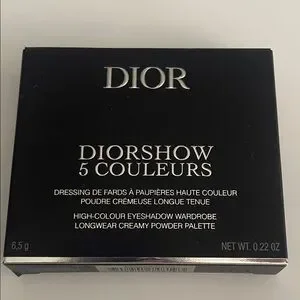 DIOR
DIORSHOW
5 COULEURS
DRESSING DE FARDS À PAUPIÈRES HAUTE COULEUR
POUDRE CRÉMEUSE LONGUE TENUE
HIGH-COLOUR EYESHADOW WARDROBE
LONGWEAR CREAMY POWDER PALETTE
6,5 g NET WT. 0.22 OZ